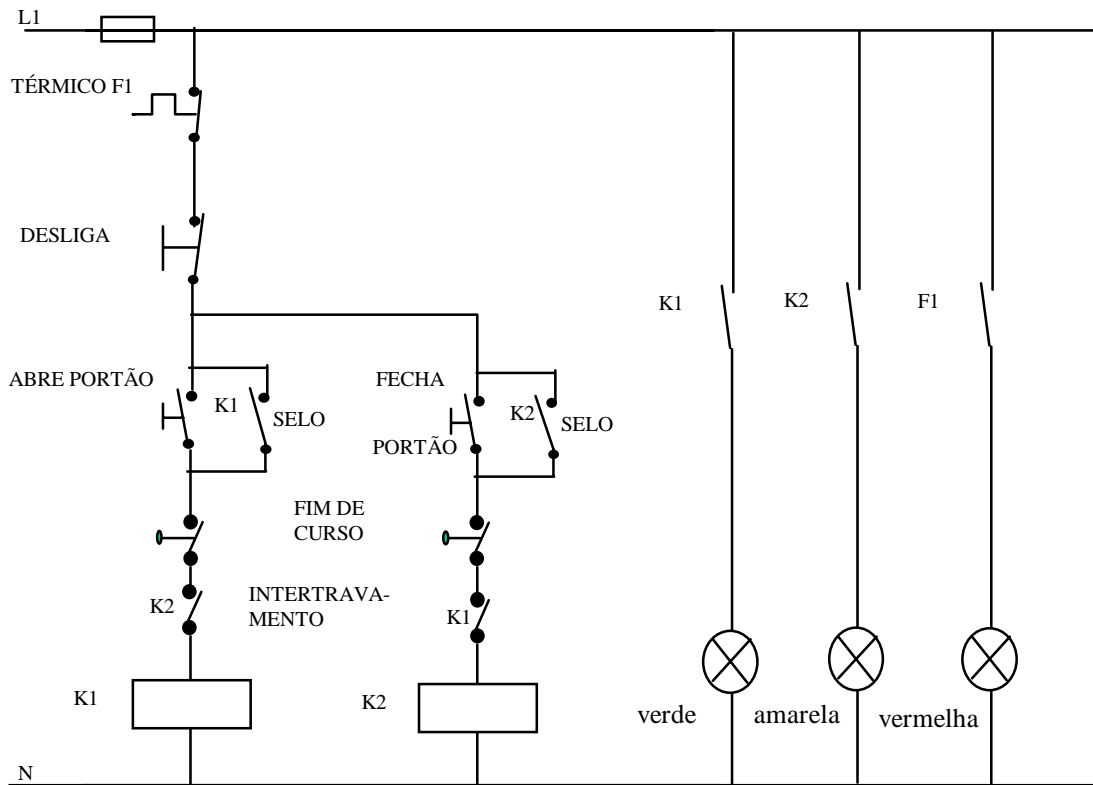 L1
TÉRMICO F1
DESLIGA
K1
K2
F1
ABRE PORTÃO
K1
SELO
FECHA
PORTÃO
K2
SELO
FIM DE
CURSO
K2
INTERTRAVA-
MENTO
K1
K1
K2
verde
amarela
vermelha
N